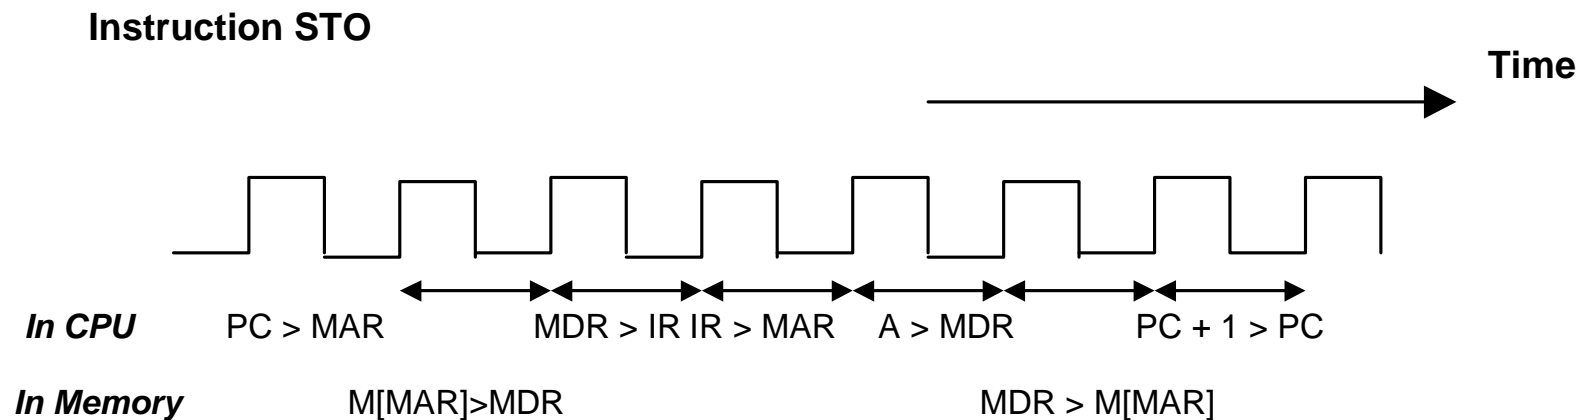 Instruction STO
Time
In CPU PC > MAR MDR > IR IR > MAR A > MDR PC + 1 > PC
In Memory M[MAR]>MDR MDR > M[MAR]